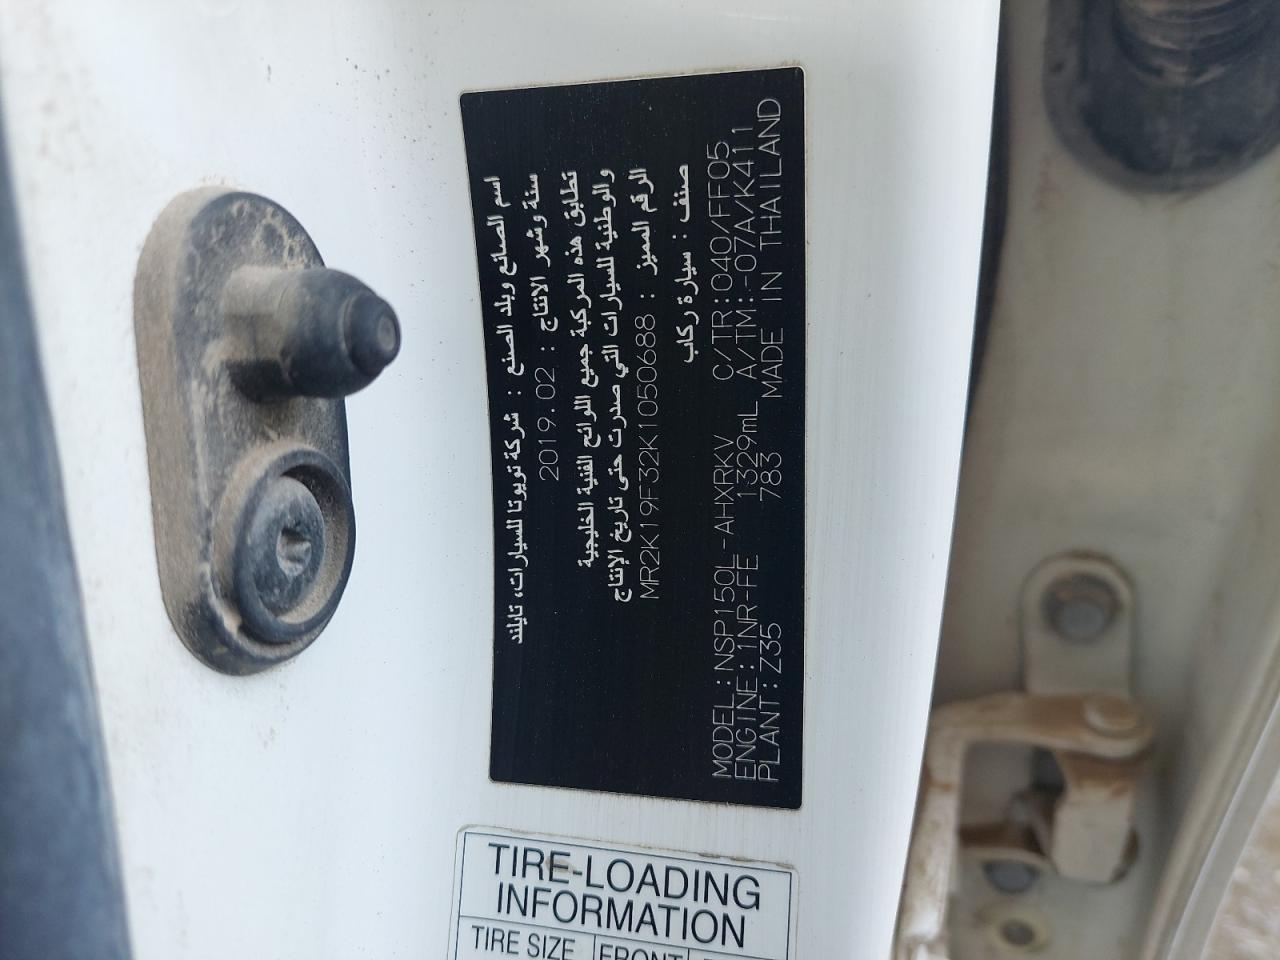 اسم الصانع وبلد الصنع : شركة تويوتا للسيارات، تايلند
سنة وشهر الانتاج : 2019.02
تطابق هذه المركبة جميع اللوائح الفنية الخليجية
والوطنية للسيارات التي صدرت حتى تاريخ الإنتاج
الرقم المميز : MR2K19F32K1050688
صنف : سيارة ركاب
MODEL:NSP150L-AHXRKV C/TR:040/FF05
ENGINE:1NR-FE 1329mL A/TM:-07A/K411
PLANT:Z35 783 MADE IN THAILAND
TIRE-LOADING
INFORMATION
TIRE SIZE FRONT